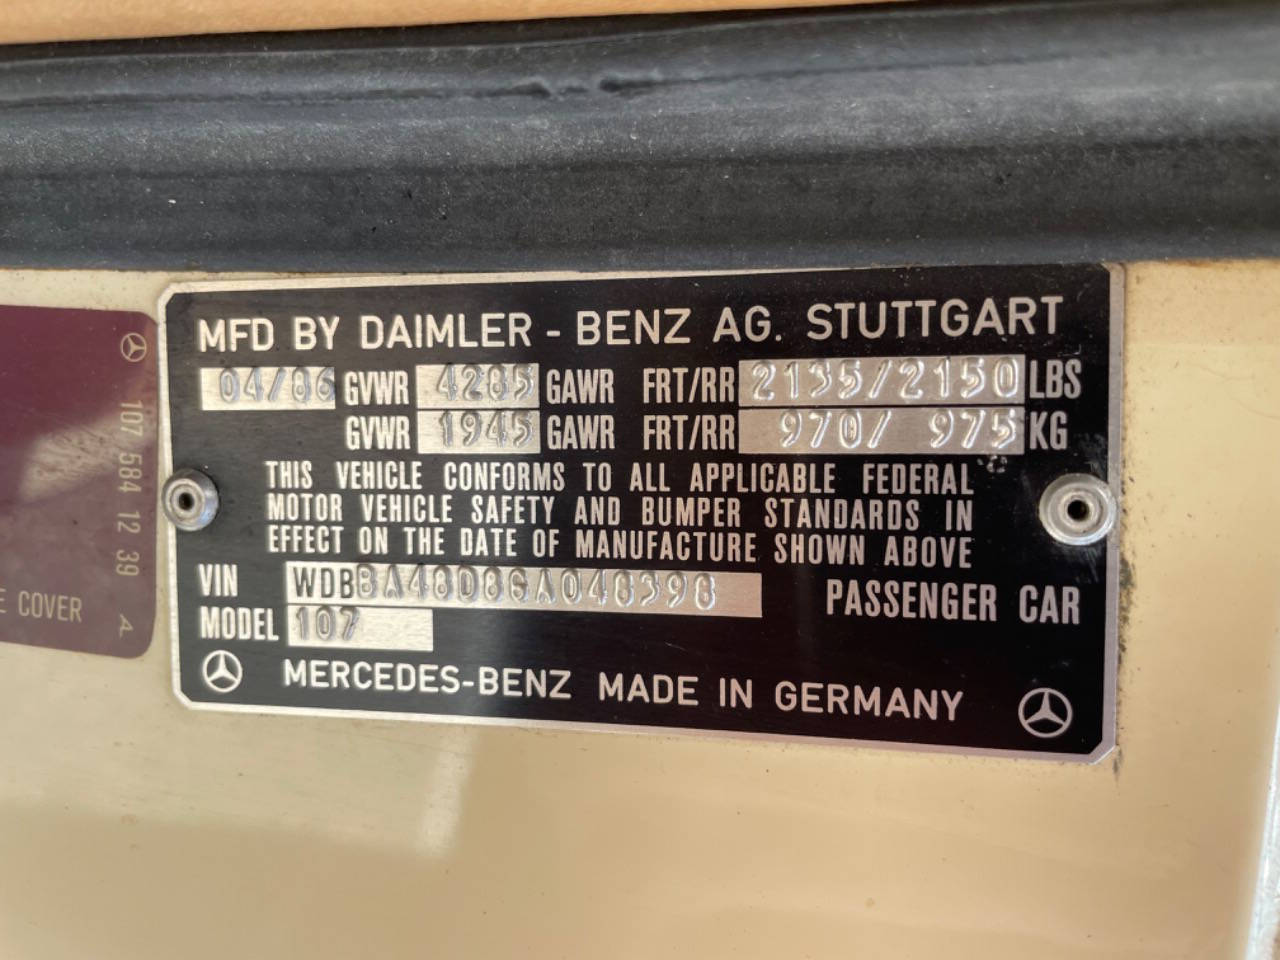 MFD BY DAIMLER - BENZ AG. STUTTGART
04/86 GVWR 4285 GAWR FRT/RR 2135/2150 LBS
GVWR 1945 GAWR FRT/RR 970/ 975 KG
THIS VEHICLE CONFORMS TO ALL APPLICABLE FEDERAL
MOTOR VEHICLE SAFETY AND BUMPER STANDARDS IN
EFFECT ON THE DATE OF MANUFACTURE SHOWN ABOVE
VIN WDBBA48D8GA048398 PASSENGER CAR
MODEL 107
MERCEDES-BENZ MADE IN GERMANY
107 584 12 39 A
E COVER